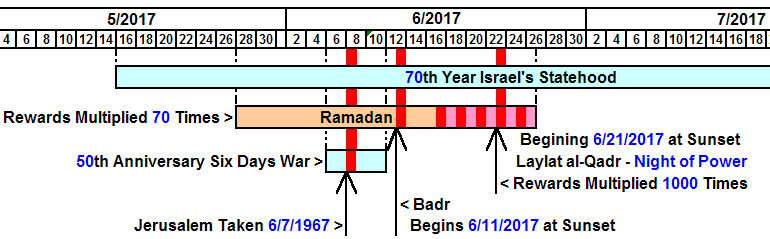 5/2017 6/2017 7/2017
4 6 8 10 12 14 16 18 20 22 24 26 28 30 2 4 6 8 10 12 14 16 18 20 22 24 26 28 30 2 4 6 8 10 12 14 16 18
70th Year Israel's Statehood
Rewards Multiplied 70 Times > Ramadan
Begining 6/21/2017 at Sunset
50th Anniversary Six Days War > Laylat al-Qadr - Night of Power
< Rewards Multiplied 1000 Times
< Badr
Jerusalem Taken 6/7/1967 > Begins 6/11/2017 at Sunset